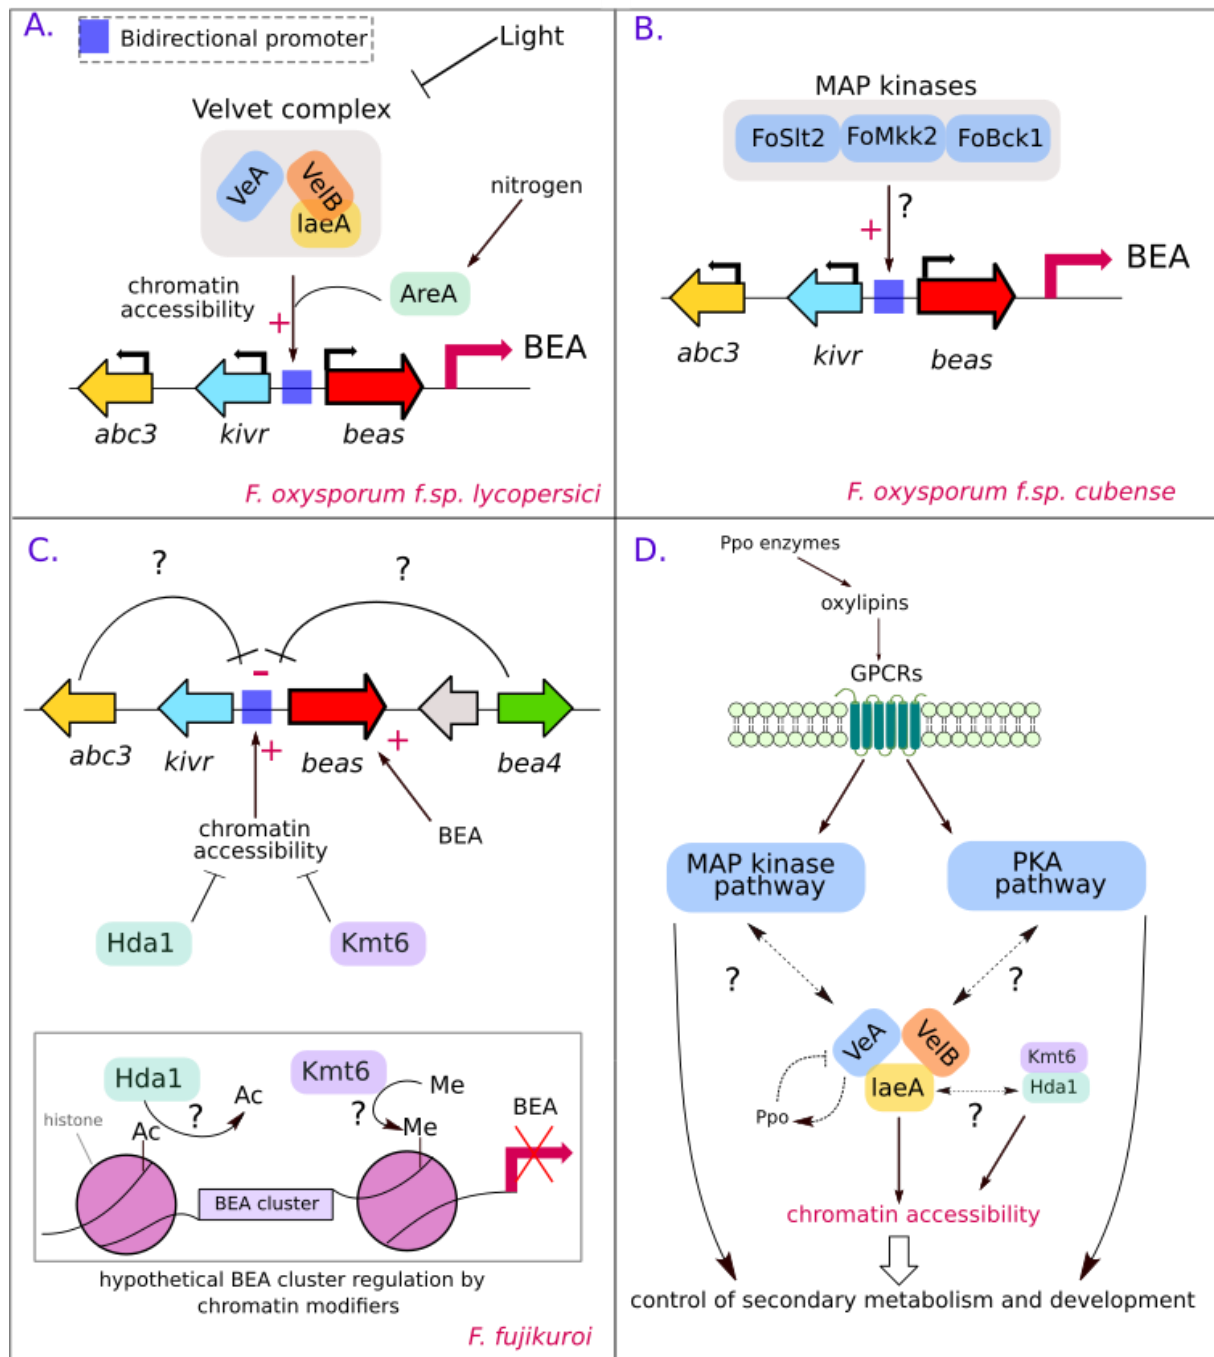 A.
Bidirectional promoter
Light
Velvet complex
VeA
VelB
laeA
nitrogen
chromatin
accessibility
AreA
+
BEA
abc3
kivr
beas
F. oxysporum f.sp. lycopersici
B.
MAP kinases
FoSlt2
FoMkk2
FoBck1
?
+
BEA
abc3
kivr
beas
F. oxysporum f.sp. cubense
C.
?
?
-
abc3
kivr
+
beas
+
bea4
chromatin
accessibility
BEA
Hda1
Kmt6
Hda1
Kmt6
Ac
Me
?
?
BEA
histone
Ac
Me
BEA cluster
hypothetical BEA cluster regulation by
chromatin modifiers
F. fujikuroi
D.
Ppo enzymes
oxylipins
GPCRs
MAP kinase
pathway
PKA
pathway
?
?
VeA
VelB
laeA
Kmt6
Hda1
?
Ppo
chromatin accessibility
control of secondary metabolism and development